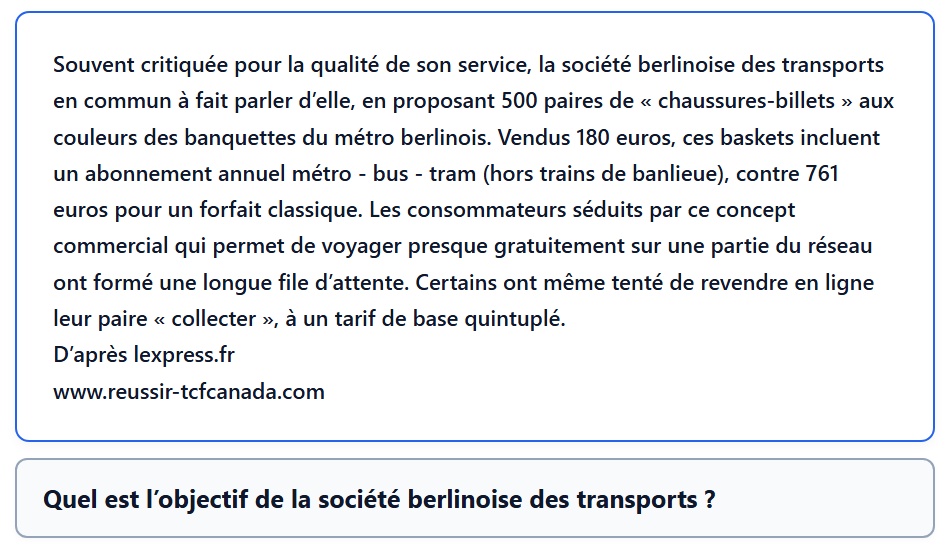 Souvent critiquée pour la qualité de son service, la société berlinoise des transports
en commun à fait parler d’elle, en proposant 500 paires de « chaussures-billets » aux
couleurs des banquettes du métro berlinois. Vendus 180 euros, ces baskets incluent
un abonnement annuel métro - bus - tram (hors trains de banlieue), contre 761
euros pour un forfait classique. Les consommateurs séduits par ce concept
commercial qui permet de voyager presque gratuitement sur une partie du réseau
ont formé une longue file d’attente. Certains ont même tenté de revendre en ligne
leur paire « collecter », à un tarif de base quintuplé.
D’après lexpress.fr
www.reussir-tcfcanada.com
Quel est l’objectif de la société berlinoise des transports ?